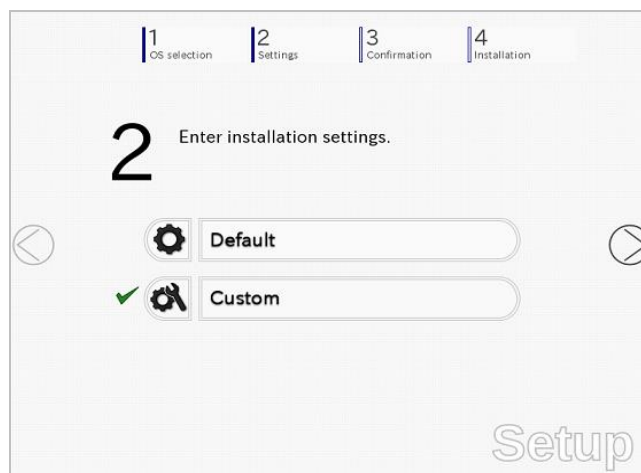 1
OS selection
2
Settings
3
Confirmation
4
Installation
2
Enter installation settings.
Default
Custom
Setup